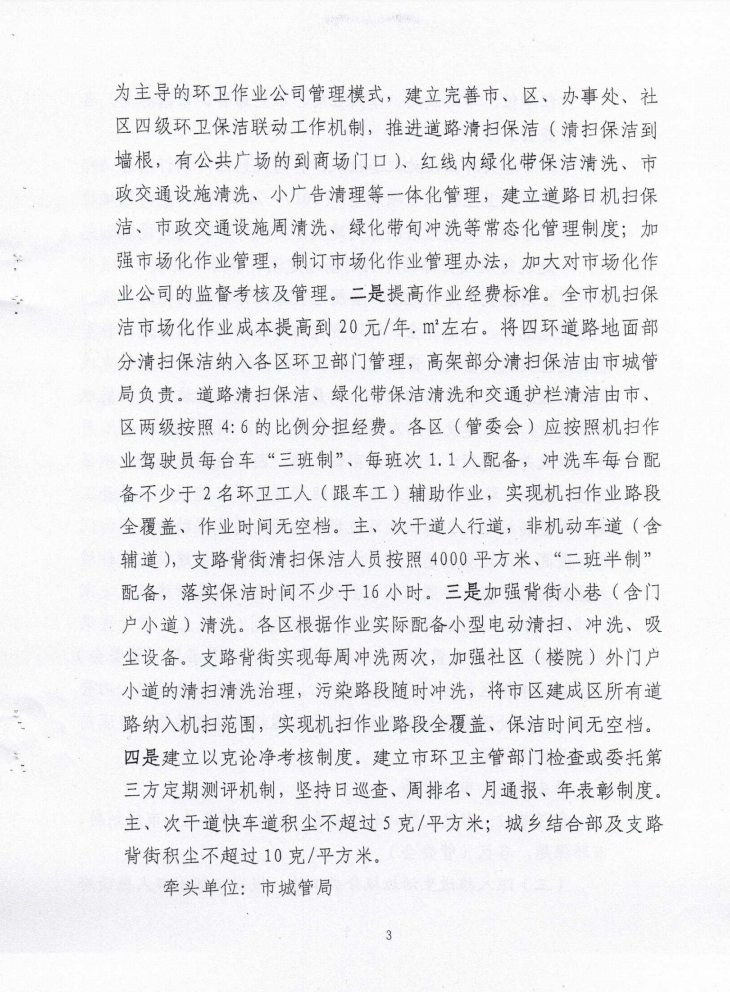 为主导的环卫作业公司管理模式，建立完善市、区、办事处、社
区四级环卫保洁联动工作机制，推进道路清扫保洁（清扫保洁到
墙根，有公共广场的到商场门口）、红线内绿化带保洁清洗、市
政交通设施清洗、小广告清理等一体化管理，建立道路日机扫保
洁、市政交通设施周清洗、绿化带旬冲洗等常态化管理制度；加
强市场化作业管理，制订市场化作业管理办法，加大对市场化作
业公司的监督考核及管理。二是提高作业经费标准。全市机扫保
洁市场化作业成本提高到 20 元/年.㎡左右。将四环道路地面部
分清扫保洁纳入各区环卫部门管理，高架部分清扫保洁由市城管
局负责。道路清扫保洁、绿化带保洁清洗和交通护栏清洁由市、
区两级按照 4:6 的比例分担经费。各区（管委会）应按照机扫作
业驾驶员每台车“三班制”、每班次 1.1 人配备，冲洗车每台配
备不少于 2 名环卫工人（跟车工）辅助作业，实现机扫作业路段
全覆盖、作业时间无空档。主、次干道人行道，非机动车道（含
辅道），支路背街清扫保洁人员按照 4000 平方米、“二班半制”
配备，落实保洁时间不少于 16 小时。三是加强背街小巷（含门
户小道）清洗。各区根据作业实际配备小型电动清扫、冲洗、吸
尘设备。支路背街实现每周冲洗两次，加强社区（楼院）外门户
小道的清扫清洗治理，污染路段随时冲洗，将市区建成区所有道
路纳入机扫范围，实现机扫作业路段全覆盖、保洁时间无空档。
四是建立以克论净考核制度。建立市环卫主管部门检查或委托第
三方定期测评机制，坚持日巡查、周排名、月通报、年表彰制度。
主、次干道快车道积尘不超过 5 克/平方米；城乡结合部及支路
背街积尘不超过 10 克/平方米。
牵头单位：市城管局
3